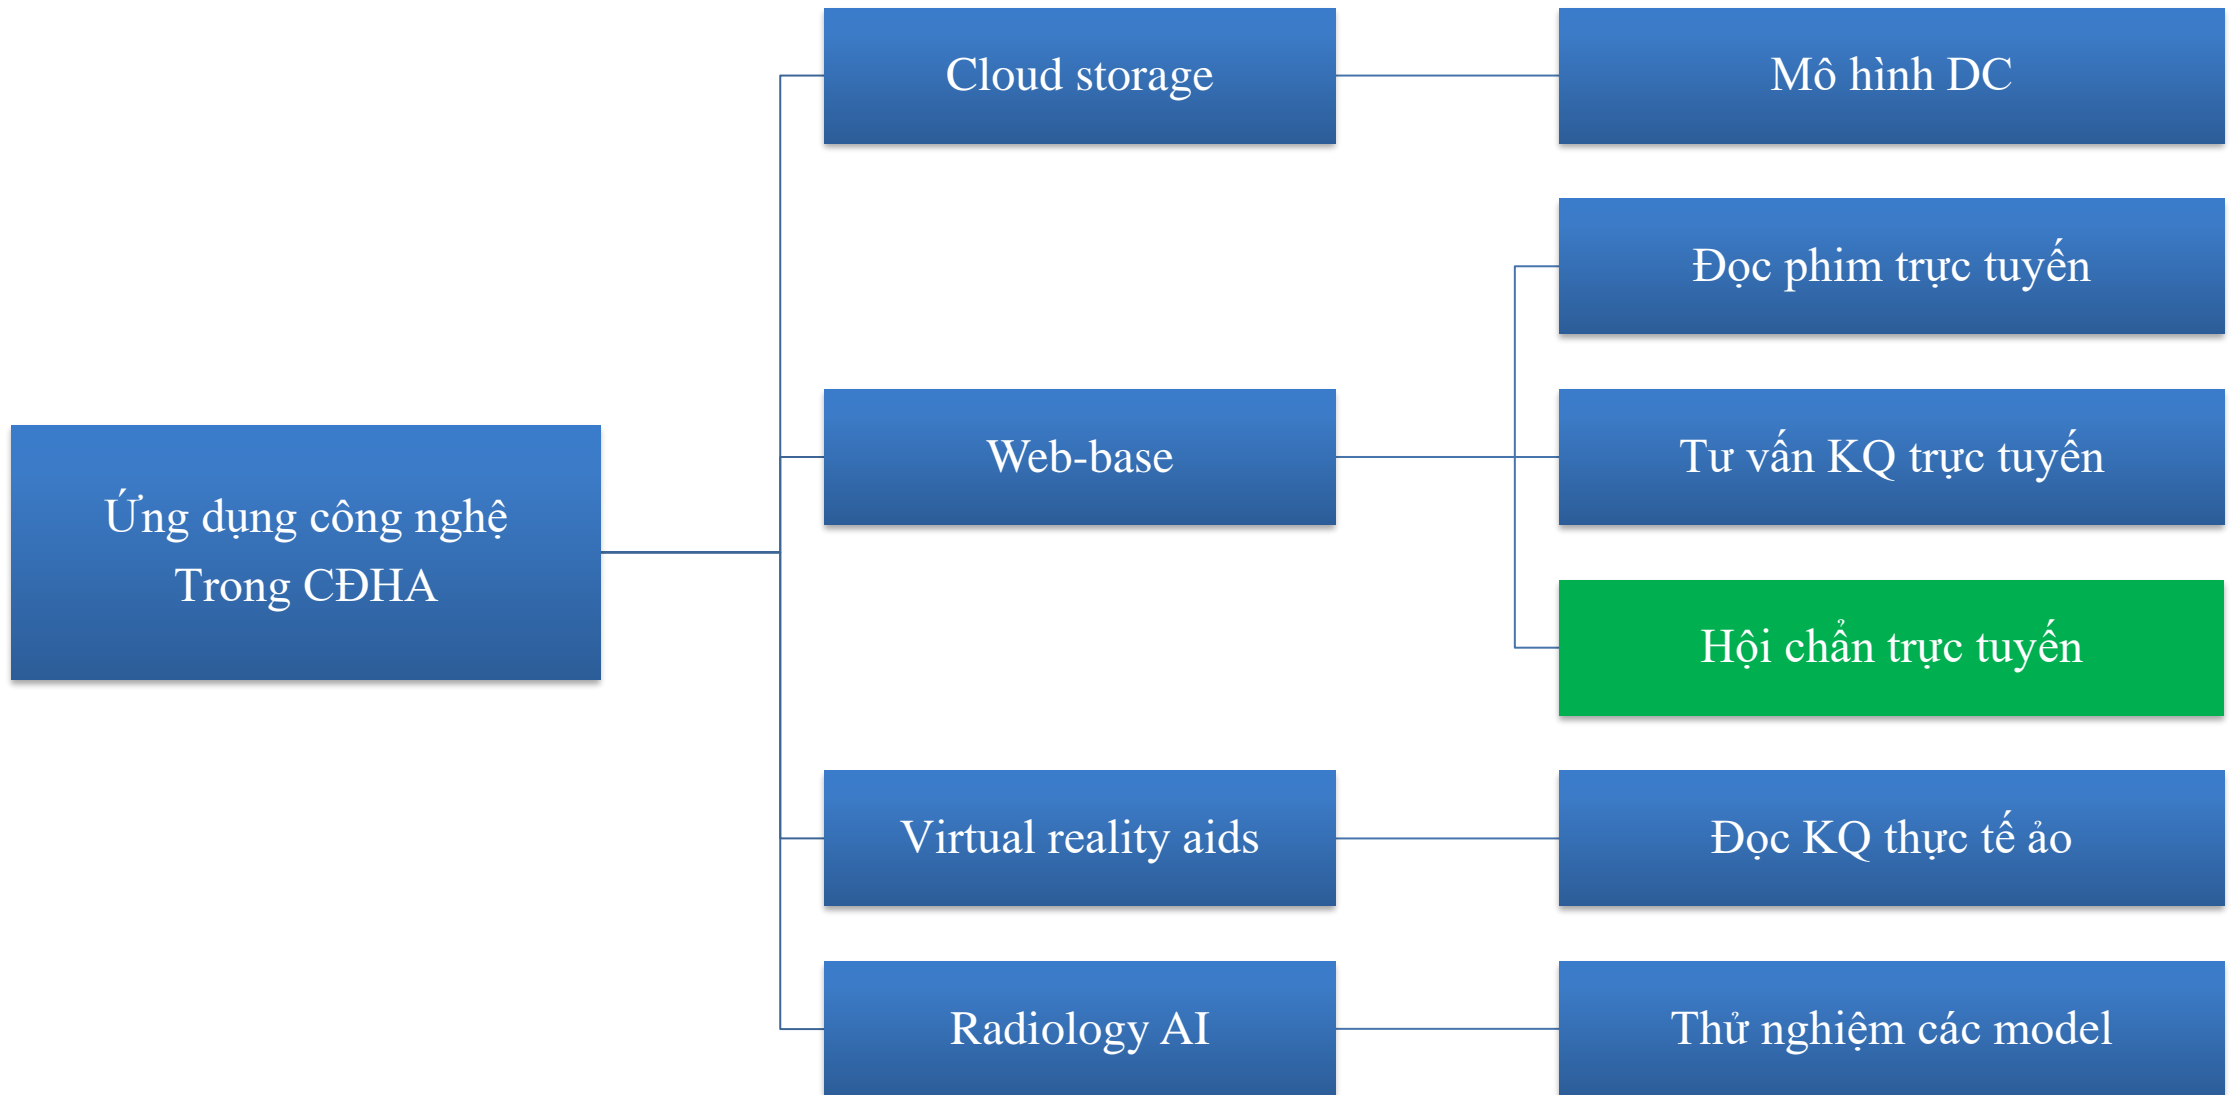 Ứng dụng công nghệ
Trong CĐHA
Cloud storage
Mô hình DC
Web-base
Đọc phim trực tuyến
Tư vấn KQ trực tuyến
Hội chẩn trực tuyến
Virtual reality aids
Đọc KQ thực tế ảo
Radiology AI
Thử nghiệm các model